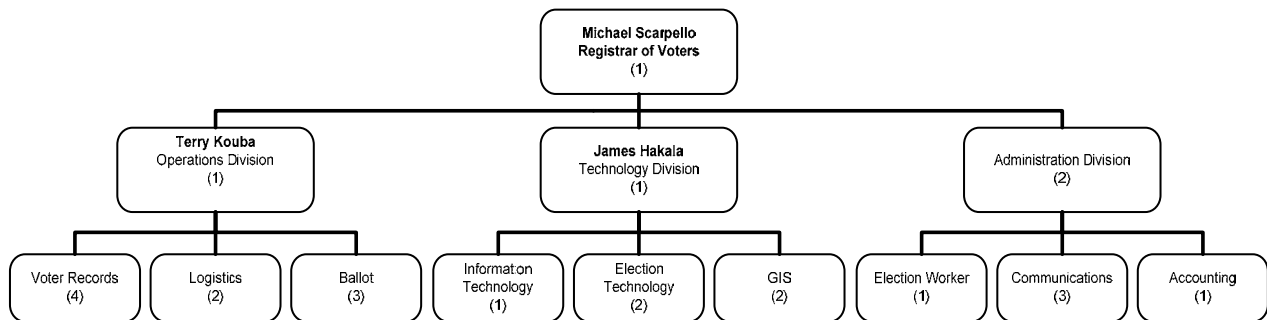 Michael Scarpello
Registrar of Voters
(1)
Terry Kouba
Operations Division
(1)
James Hakala
Technology Division
(1)
Administration Division
(2)
Voter Records
(4)
Logistics
(2)
Ballot
(3)
Information
Technology
(1)
Election
Technology
(2)
GIS
(2)
Election Worker
(1)
Communications
(3)
Accounting
(1)